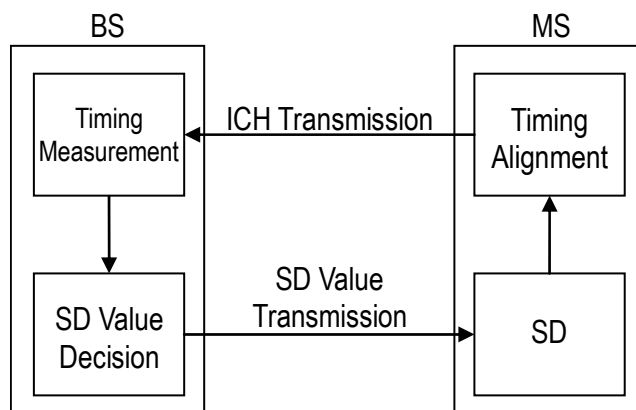 BS
MS
Timing
Measurement
ICH Transmission
Timing
Alignment
SD Value
Decision
SD Value
Transmission
SD